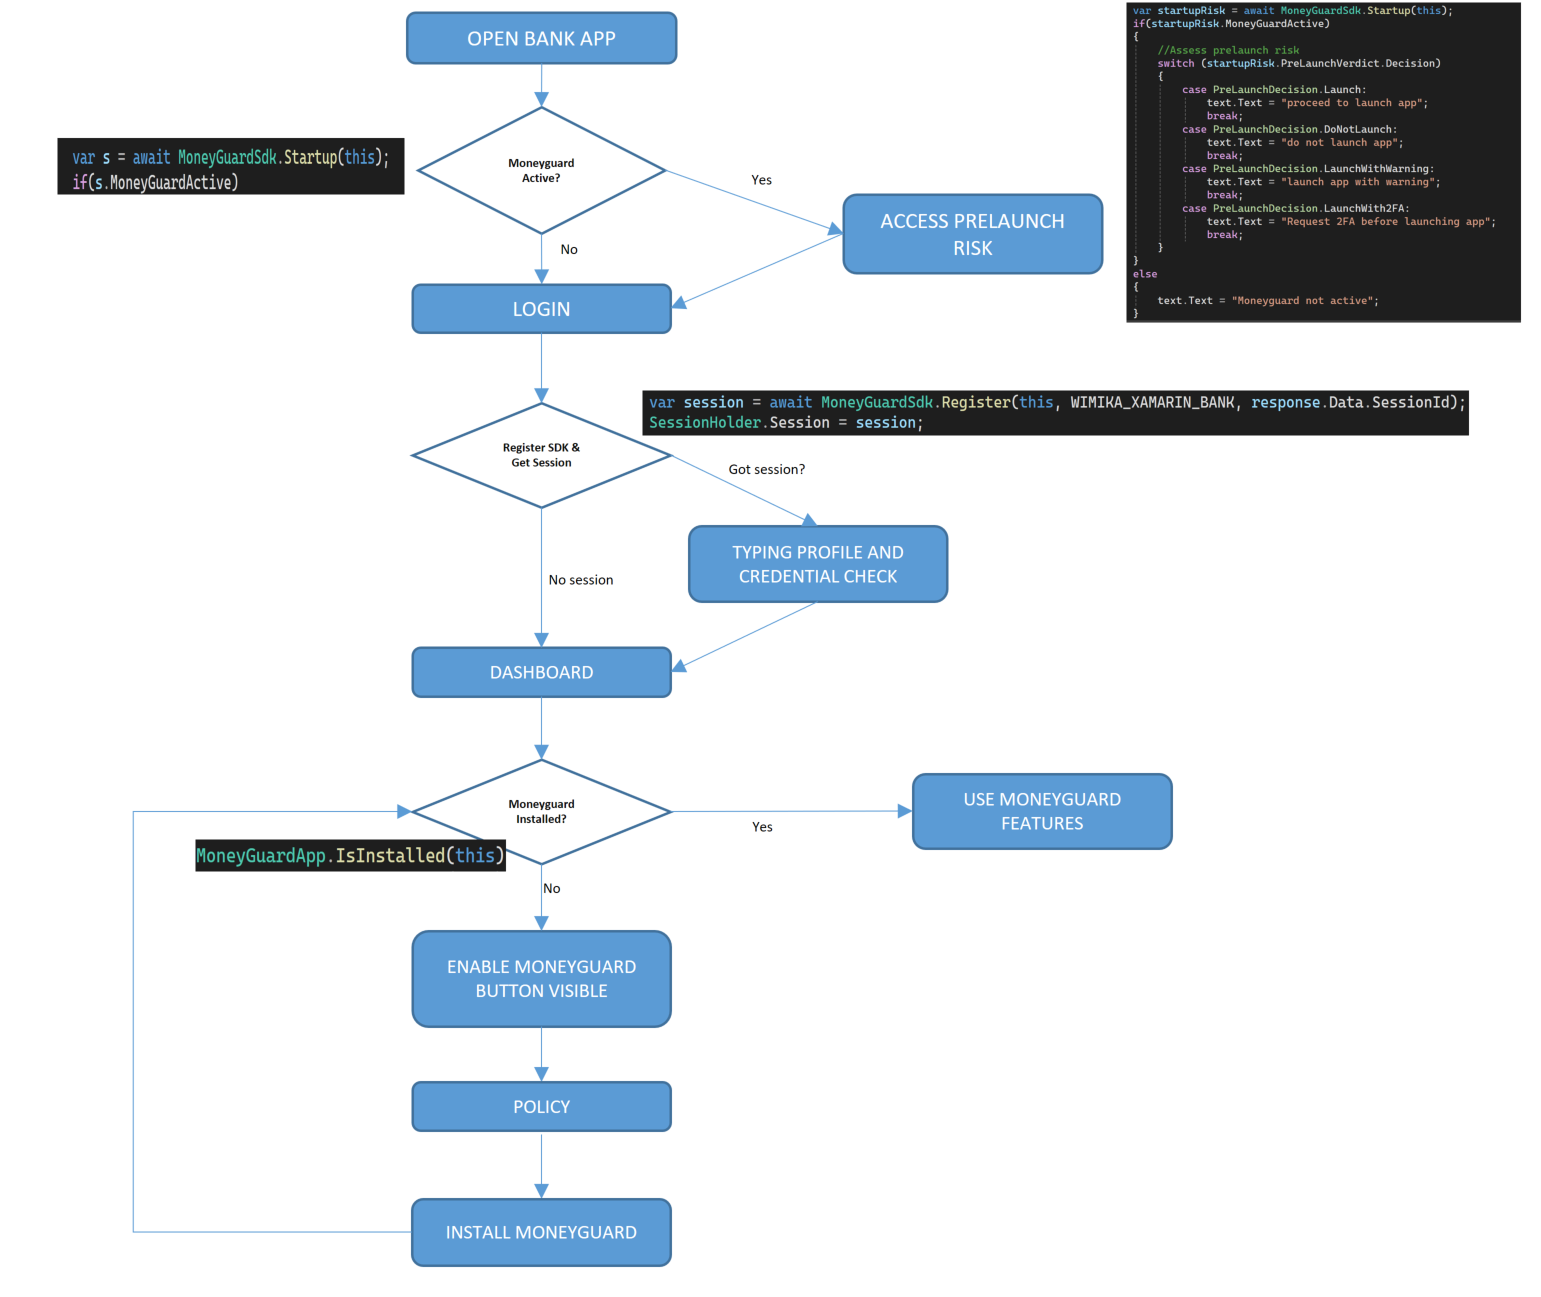 OPEN BANK APP
var startupRisk = await MoneyGuardSdk.Startup(this);
if(startupRisk.MoneyGuardActive)
{
//Assess prelaunch risk
switch (startupRisk.PreLaunchVerdict.Decision)
{
case PreLaunchDecision.Launch:
text.Text = "proceed to launch app";
break;
case PreLaunchDecision.DoNotLaunch:
text.Text = "do not launch app";
break;
case PreLaunchDecision.LaunchWithWarning:
text.Text = "launch app with warning";
break;
case PreLaunchDecision.LaunchWith2FA:
text.Text = "Request 2FA before launching app";
break;
}
}
else
{
text.Text = "Moneyguard not active";
}
var s = await MoneyGuardSdk.Startup(this);
if(s.MoneyGuardActive)
Moneyguard
Active?
Yes
ACCESS PRELAUNCH
RISK
No
LOGIN
var session = await MoneyGuardSdk.Register(this, WIMIKA_XAMARIN_BANK, response.Data.SessionId);
SessionHolder.Session = session;
Register SDK &
Get Session
Got session?
TYPING PROFILE AND
CREDENTIAL CHECK
No session
DASHBOARD
Moneyguard
Installed?
Yes
USE MONEYGUARD
FEATURES
MoneyGuardApp.IsInstalled(this)
No
ENABLE MONEYGUARD
BUTTON VISIBLE
POLICY
INSTALL MONEYGUARD